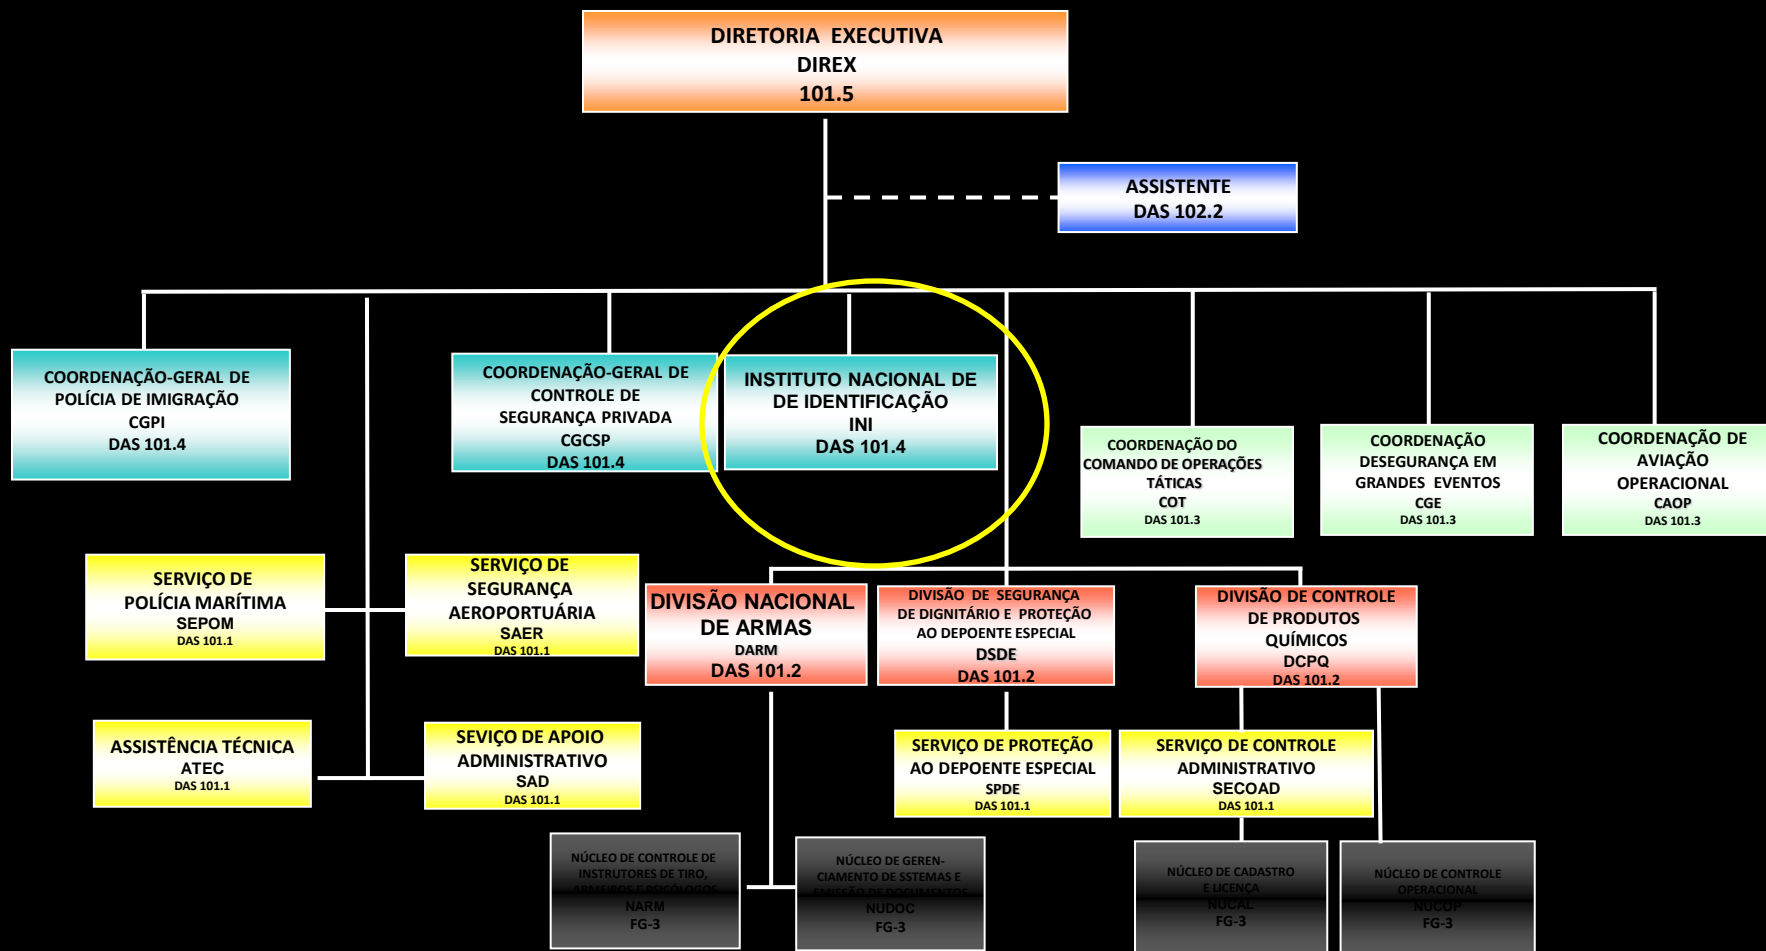 DIRETORIA EXECUTIVA
DIREX
101.5
ASSISTENTE
DAS 102.2
COORDENAÇÃO-GERAL DE
POLÍCIA DE IMIGRAÇÃO
CGPI
DAS 101.4
COORDENAÇÃO-GERAL DE
CONTROLE DE
SEGURANÇA PRIVADA
CGCSP
DAS 101.4
INSTITUTO NACIONAL DE
DE IDENTIFICAÇÃO
INI
DAS 101.4
COORDENAÇÃO DO
COMANDO DE OPERAÇÕES
TÁTICAS
COT
DAS 101.3
COORDENAÇÃO
DESEGURANÇA EM
GRANDES EVENTOS
CGE
DAS 101.3
COORDENAÇÃO DE
AVIAÇÃO
OPERACIONAL
CAOP
DAS 101.3
SERVIÇO DE
POLÍCIA MARÍTIMA
SEPOM
DAS 101.1
SERVIÇO DE
SEGURANÇA
AEROPORTUÁRIA
SAER
DAS 101.1
DIVISÃO NACIONAL
DE ARMAS
DARM
DAS 101.2
DIVISÃO DE SEGURANÇA
DE DIGNITÁRIO E PROTEÇÃO
AO DEPOENTE ESPECIAL
DSDE
DAS 101.2
DIVISÃO DE CONTROLE
DE PRODUTOS
QUÍMICOS
DCPQ
DAS 101.2
ASSISTÊNCIA TÉCNICA
ATEC
DAS 101.1
SEVIÇO DE APOIO
ADMINISTRATIVO
SAD
DAS 101.1
SERVIÇO DE PROTEÇÃO
AO DEPOENTE ESPECIAL
SPDE
DAS 101.1
SERVIÇO DE CONTROLE
ADMINISTRATIVO
SECOAD
DAS 101.1
NÚCLEO DE CONTROLE DE
INSTRUTORES DE TIRO,
ARMEIROS E PSICÓLOGOS
NARM
FG-3
NÚCLEO DE GEREN-
CIAMENTO DE SSTEMAS E
EMISSÃO DE DOCUMENTOS
NUDOC
FG-3
NÚCLEO DE CADASTRO
E LICENÇA
NUCAL
FG-3
NÚCLEO DE CONTROLE
OPERACIONAL
NUCOP
FG-3